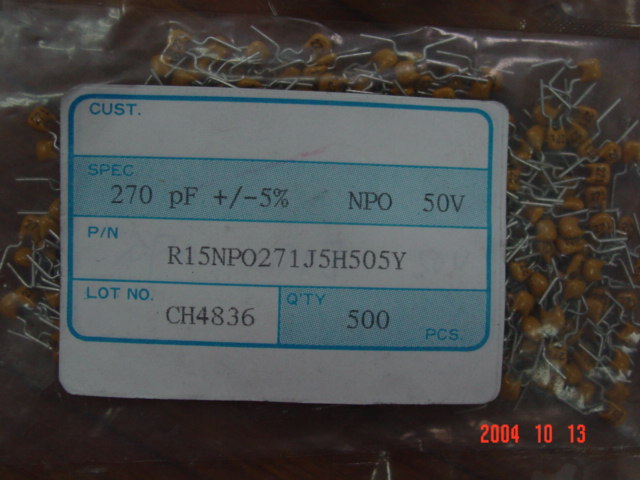 CUST.
SPEC.
270 pF +/-5% NPO 50V
P/N
R15NPO271J5H505Y
LOT NO. CH4836
Q'TY 500 PCS.
2004 10 13